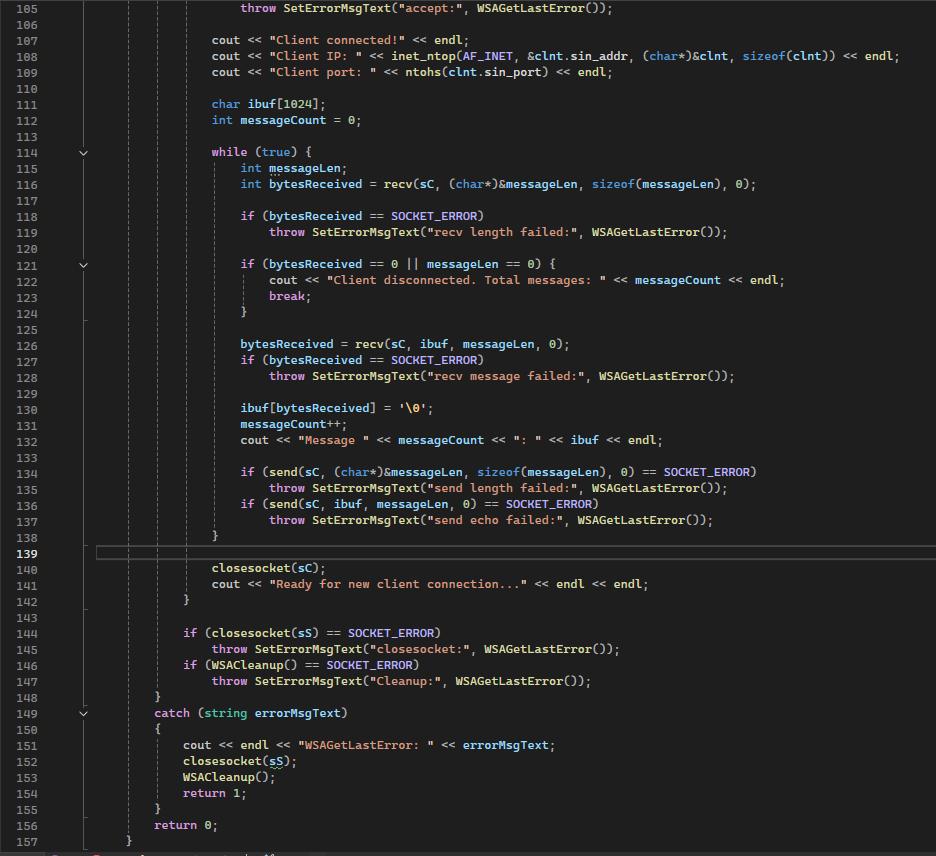 105 throw SetErrorMsgText("accept:", WSAGetLastError());
106
107 cout << "Client connected!" << endl;
108 cout << "Client IP: " << inet_ntop(AF_INET, &clnt.sin_addr, (char*)&clnt, sizeof(clnt)) << endl;
109 cout << "Client port: " << ntohs(clnt.sin_port) << endl;
110
111 char ibuf[1024];
112 int messageCount = 0;
113
114 while (true) {
115 int messageLen;
116 int bytesReceived = recv(sC, (char*)&messageLen, sizeof(messageLen), 0);
117
118 if (bytesReceived == SOCKET_ERROR)
119 throw SetErrorMsgText("recv length failed:", WSAGetLastError());
120
121 if (bytesReceived == 0 || messageLen == 0) {
122 cout << "Client disconnected. Total messages: " << messageCount << endl;
123 break;
124 }
125
126 bytesReceived = recv(sC, ibuf, messageLen, 0);
127 if (bytesReceived == SOCKET_ERROR)
128 throw SetErrorMsgText("recv message failed:", WSAGetLastError());
129
130 ibuf[bytesReceived] = '\0';
131 messageCount++;
132 cout << "Message " << messageCount << ": " << ibuf << endl;
133
134 if (send(sC, (char*)&messageLen, sizeof(messageLen), 0) == SOCKET_ERROR)
135 throw SetErrorMsgText("send length failed:", WSAGetLastError());
136 if (send(sC, ibuf, messageLen, 0) == SOCKET_ERROR)
137 throw SetErrorMsgText("send echo failed:", WSAGetLastError());
138 }
139
140 closesocket(sC);
141 cout << "Ready for new client connection..." << endl << endl;
142 }
143
144 if (closesocket(sS) == SOCKET_ERROR)
145 throw SetErrorMsgText("closesocket:", WSAGetLastError());
146 if (WSACleanup() == SOCKET_ERROR)
147 throw SetErrorMsgText("Cleanup:", WSAGetLastError());
148 }
149 catch (string errorMsgText)
150 {
151 cout << endl << "WSAGetLastError: " << errorMsgText;
152 closesocket(sS);
153 WSACleanup();
154 return 1;
155 }
156 return 0;
157 }